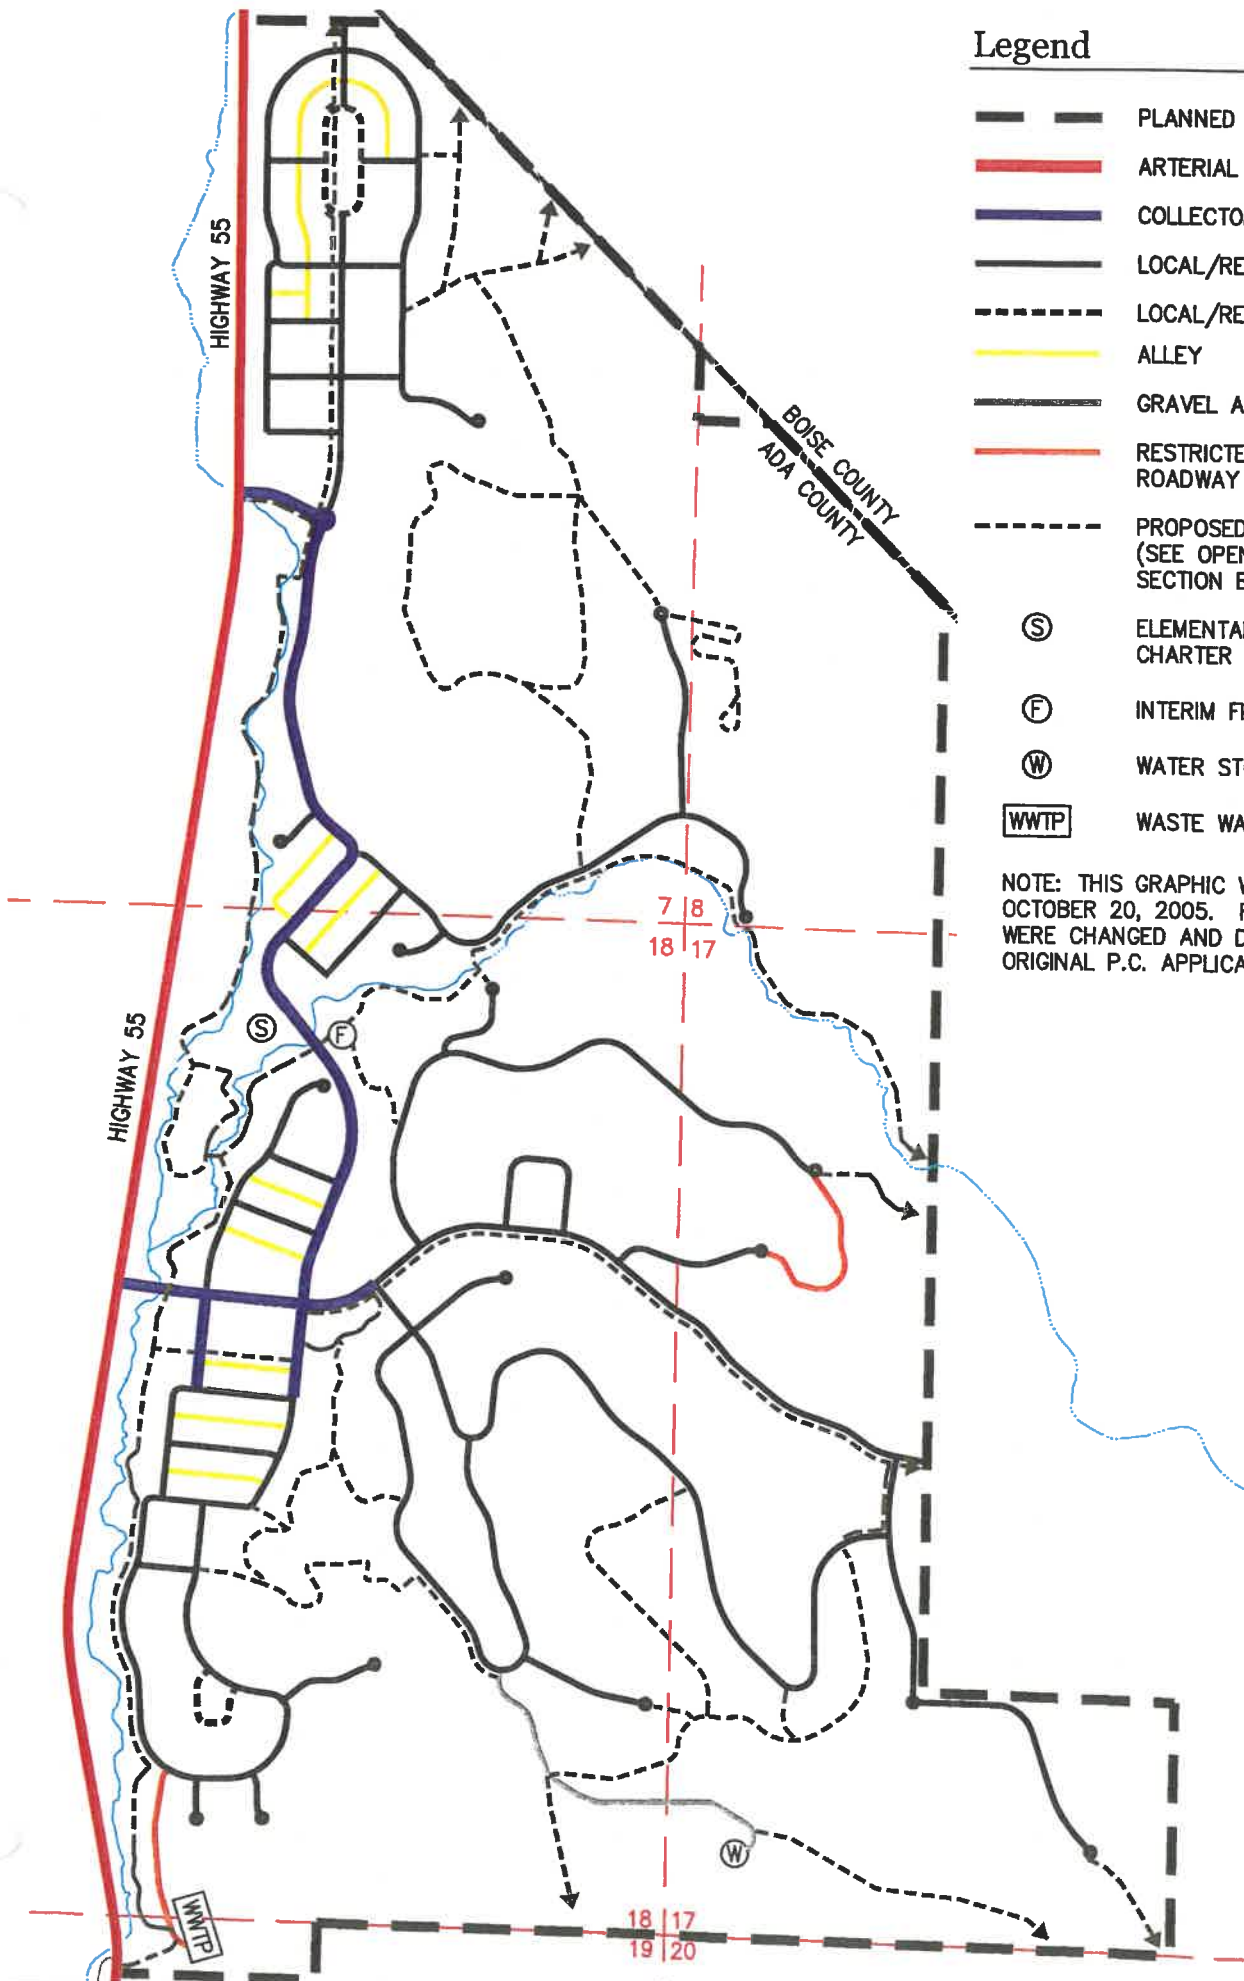 Legend
PLANNED
ARTERIAL
COLLECTO
LOCAL/RE
LOCAL/RE
ALLEY
GRAVEL A
RESTRICTE
ROADWAY
PROPOSED
(SEE OPEN
SECTION E
S
ELEMENTA
CHARTER
F
INTERIM FI
W
WATER ST
WWTP
WASTE WA
NOTE: THIS GRAPHIC W
OCTOBER 20, 2005. F
WERE CHANGED AND D
ORIGINAL P.C. APPLICA
HIGHWAY 55
BOISE COUNTY
ADA COUNTY
7 8
18 17
S
F
HIGHWAY 55
W
WWTP
18 17
19 20